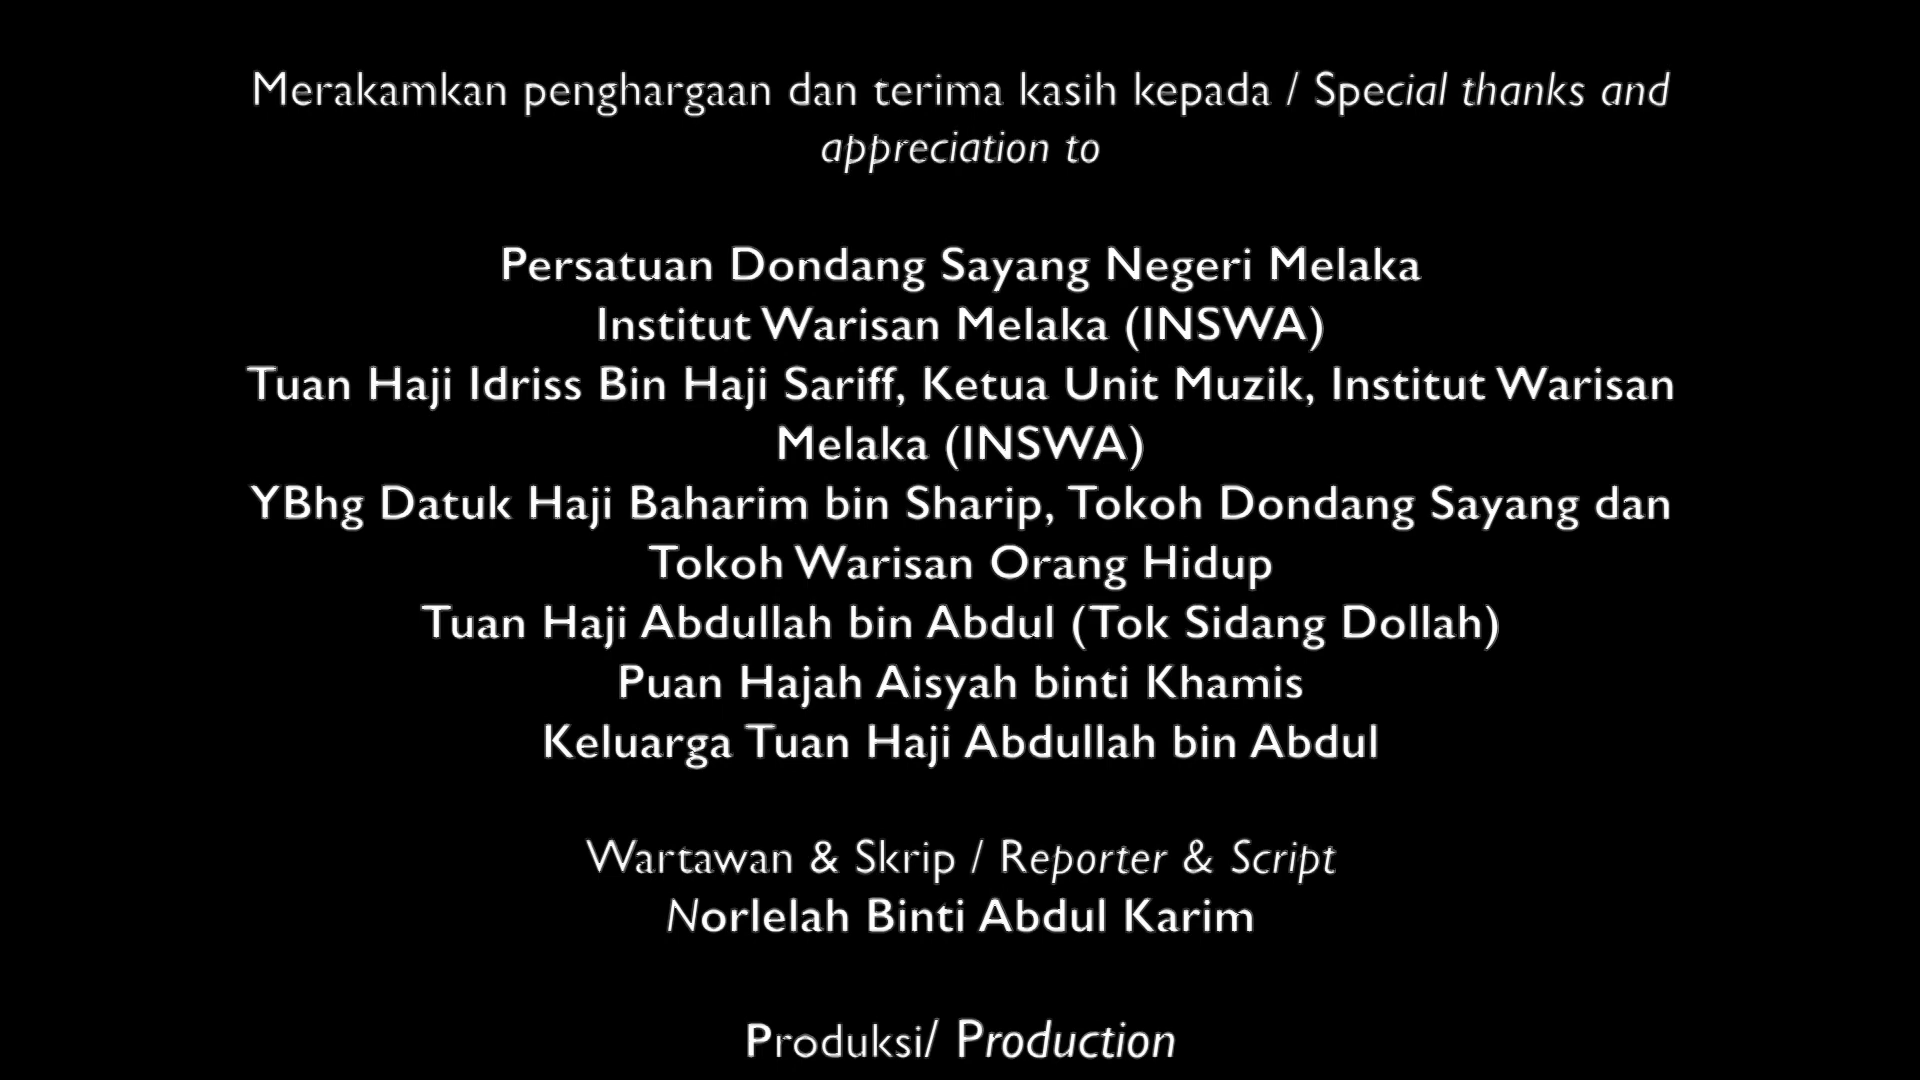 Merakamkan penghargaan dan terima kasih kepada / Special thanks and
appreciation to
Persatuan Dondang Sayang Negeri Melaka
Institut Warisan Melaka (INSWA)
Tuan Haji Idriss Bin Haji Sariff, Ketua Unit Muzik, Institut Warisan
Melaka (INSWA)
YBhg Datuk Haji Baharim bin Sharip, Tokoh Dondang Sayang dan
Tokoh Warisan Orang Hidup
Tuan Haji Abdullah bin Abdul (Tok Sidang Dollah)
Puan Hajah Aisyah binti Khamis
Keluarga Tuan Haji Abdullah bin Abdul
Wartawan & Skrip / Reporter & Script
Norlelah Binti Abdul Karim
Produksi/ Production